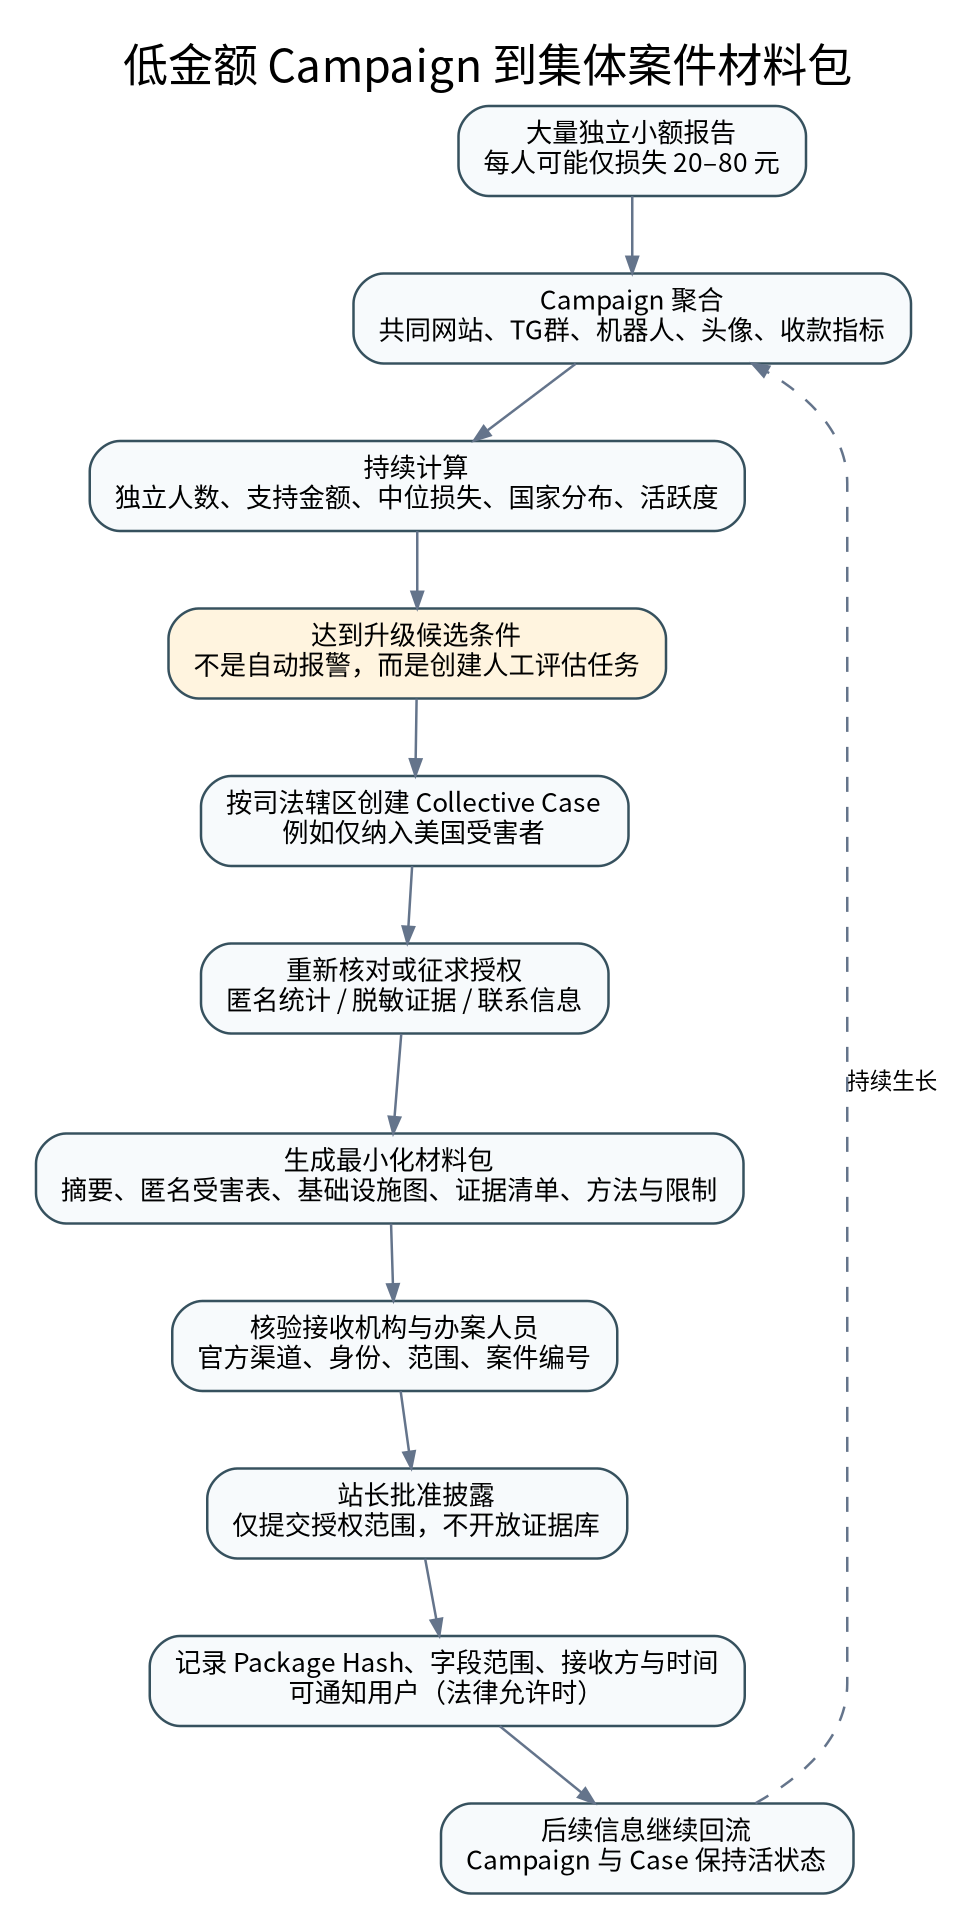 低金额 Campaign 到集体案件材料包
大量独立小额报告
每人可能仅损失 20–80 元
Campaign 聚合
共同网站、TG群、机器人、头像、收款指标
持续计算
独立人数、支持金额、中位损失、国家分布、活跃度
达到升级候选条件
不是自动报警，而是创建人工评估任务
按司法辖区创建 Collective Case
例如仅纳入美国受害者
重新核对或征求授权
匿名统计 / 脱敏证据 / 联系信息
持续生长
生成最小化材料包
摘要、匿名受害表、基础设施图、证据清单、方法与限制
核验接收机构与办案人员
官方渠道、身份、范围、案件编号
站长批准披露
仅提交授权范围，不开放证据库
记录 Package Hash、字段范围、接收方与时间
可通知用户（法律允许时）
后续信息继续回流
Campaign 与 Case 保持活状态